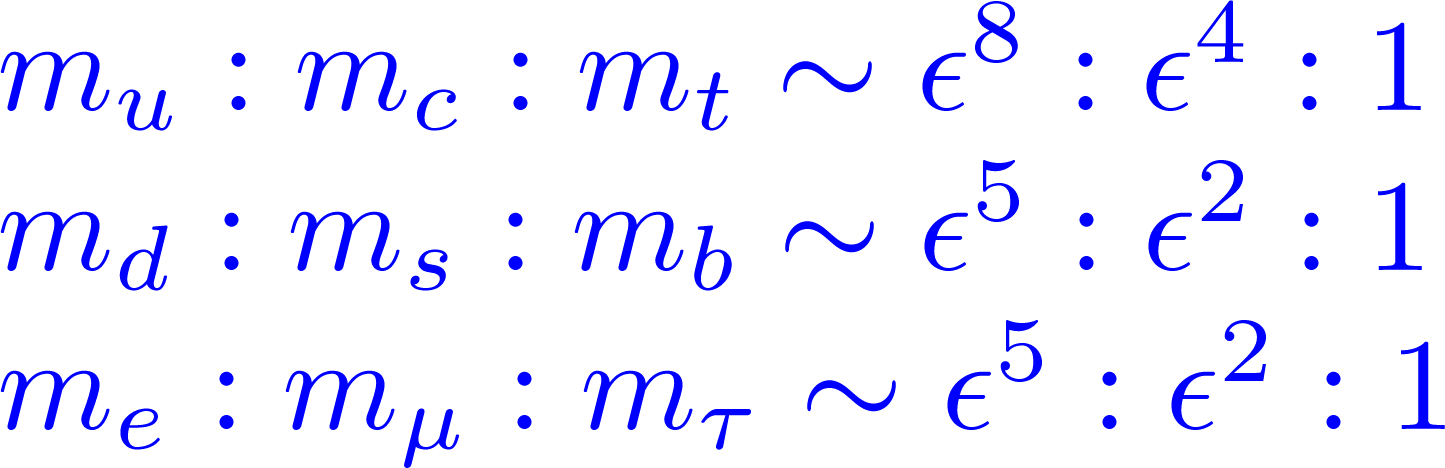 m_u : m_c : m_t ∼ ϵ^8 : ϵ^4 : 1
m_d : m_s : m_b ∼ ϵ^5 : ϵ^2 : 1
m_e : m_μ : m_τ ∼ ϵ^5 : ϵ^2 : 1